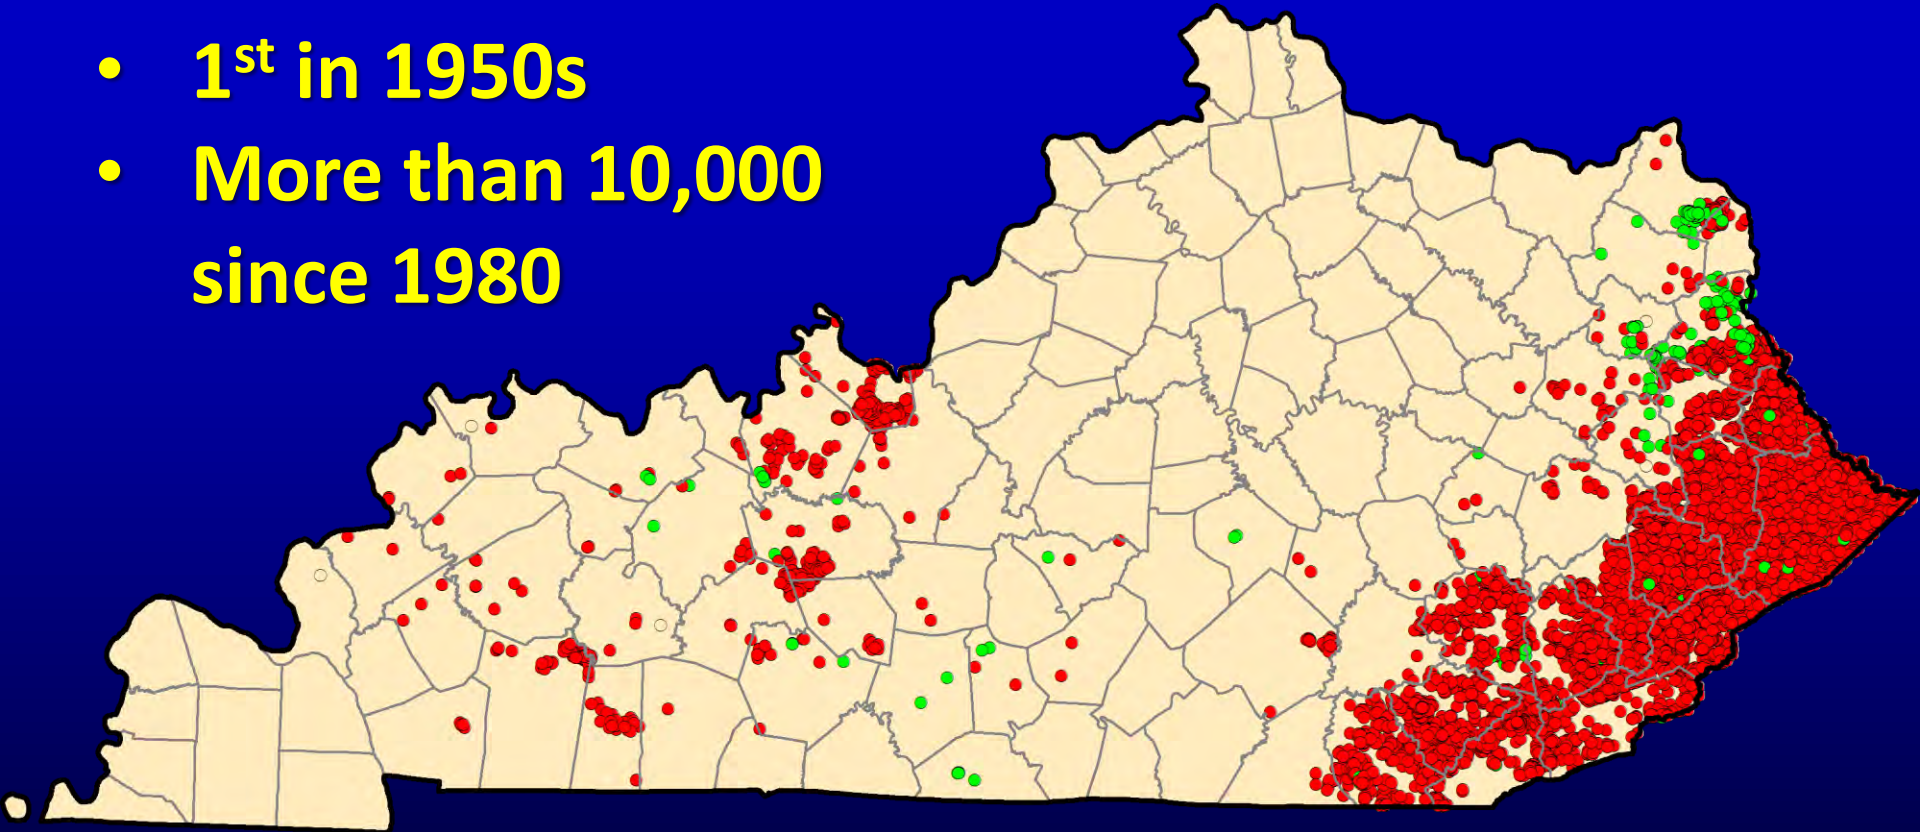 • 1st in 1950s
• More than 10,000
since 1980